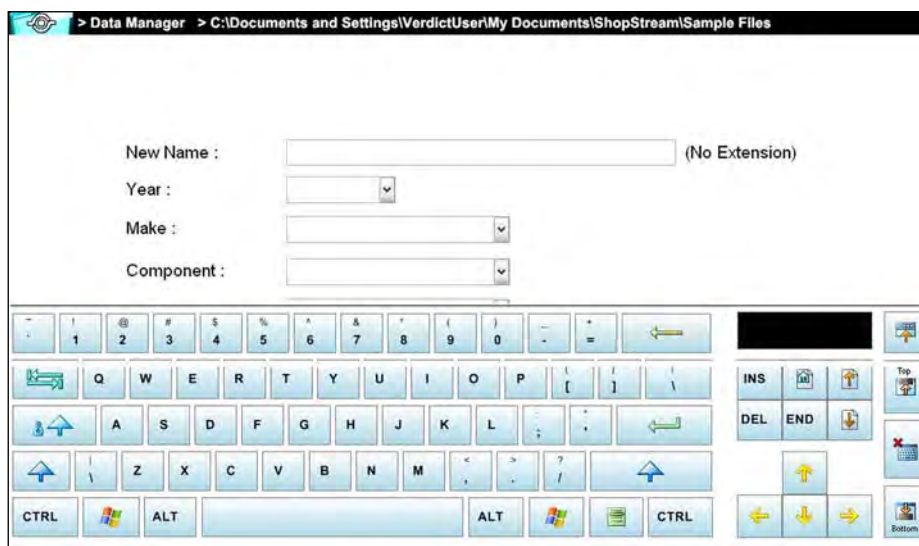 > Data Manager > C:\Documents and Settings\VerdictUser\My Documents\ShopStream\Sample Files
New Name : (No Extension)
Year :
Make :
Component :
! @ # $ % ^ & * ( ) _ +
1 2 3 4 5 6 7 8 9 0 - =
Q W E R T Y U I O P [ ] \
INS
Top
A S D F G H J K L ;
DEL END
< > ?
\ Z X C V B N M , . /
CTRL ALT ALT CTRL
Bottom